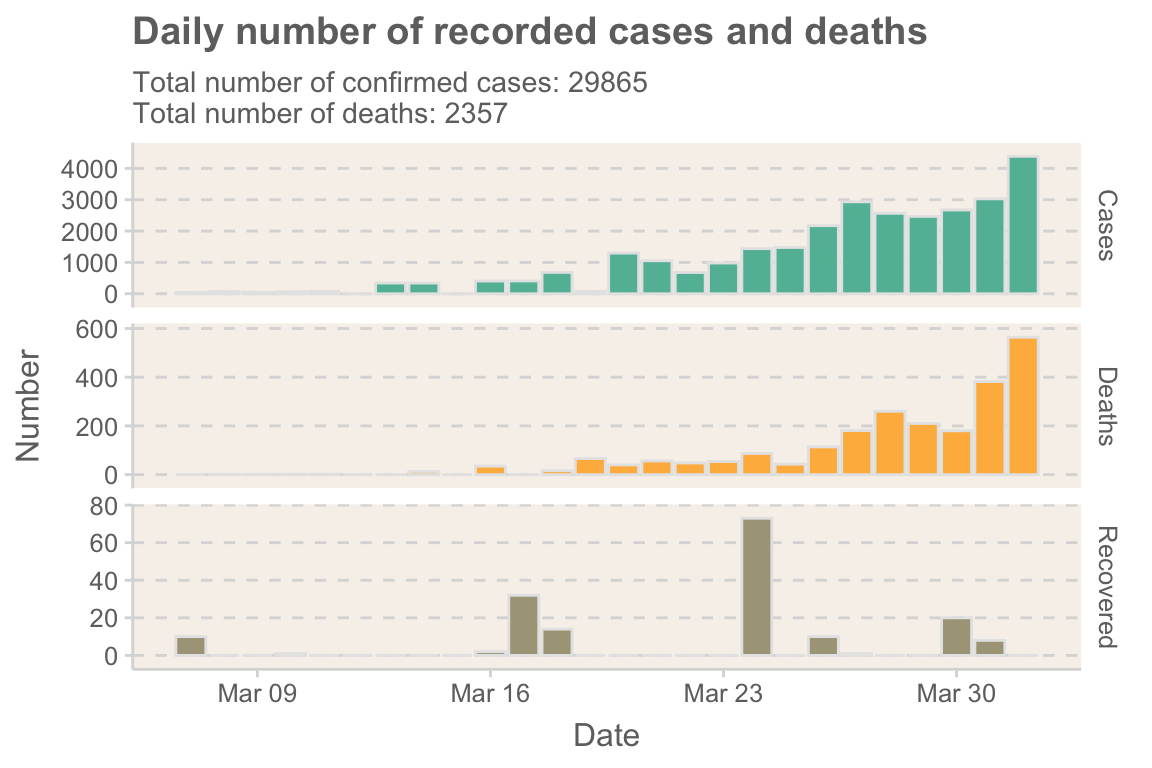 Daily number of recorded cases and deaths
Total number of confirmed cases: 29865
Total number of deaths: 2357
4000
3000
2000
1000
0
Cases
600
400
200
0
Deaths
80
60
40
20
0
Recovered
Number
Mar 09
Mar 16
Mar 23
Mar 30
Date